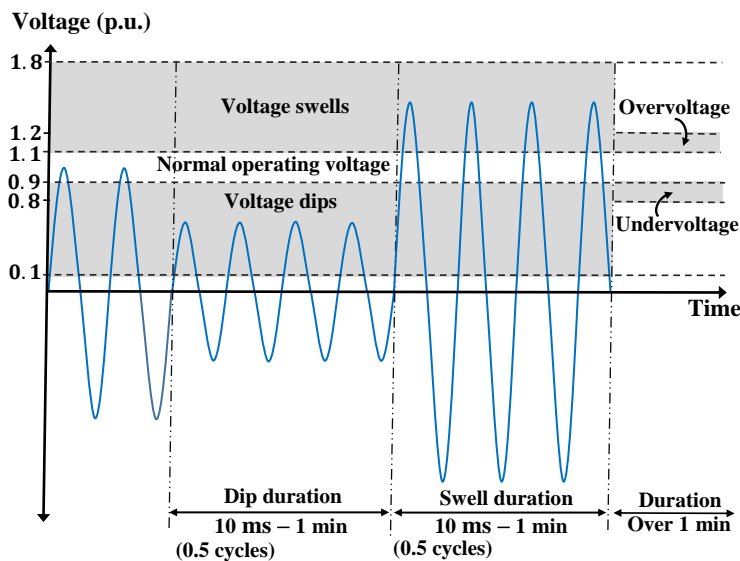 Voltage (p.u.)
1.8
Voltage swells
Overvoltage
1.2
1.1
Normal operating voltage
0.9
0.8
Voltage dips
Undervoltage
0.1
Time
Dip duration
10 ms – 1 min
(0.5 cycles)
Swell duration
10 ms – 1 min
(0.5 cycles)
Duration
Over 1 min